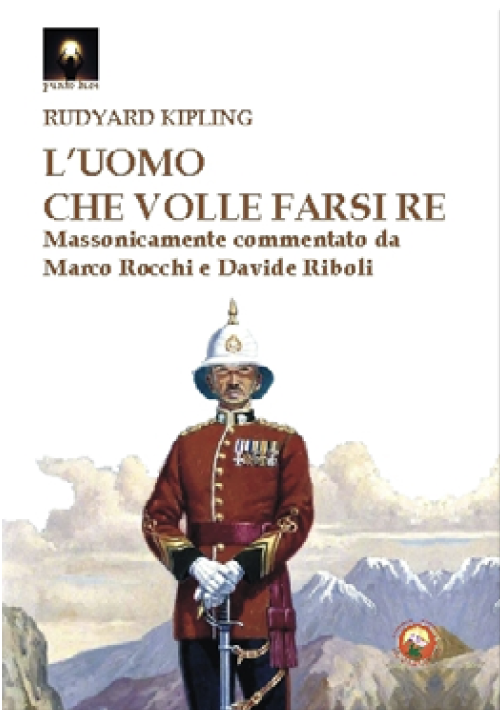 RUDYARD KIPLING
L'UOMO
CHE VOLLE FARSI RE
Massonicamente commentato da
Marco Rocchi e Davide Riboli